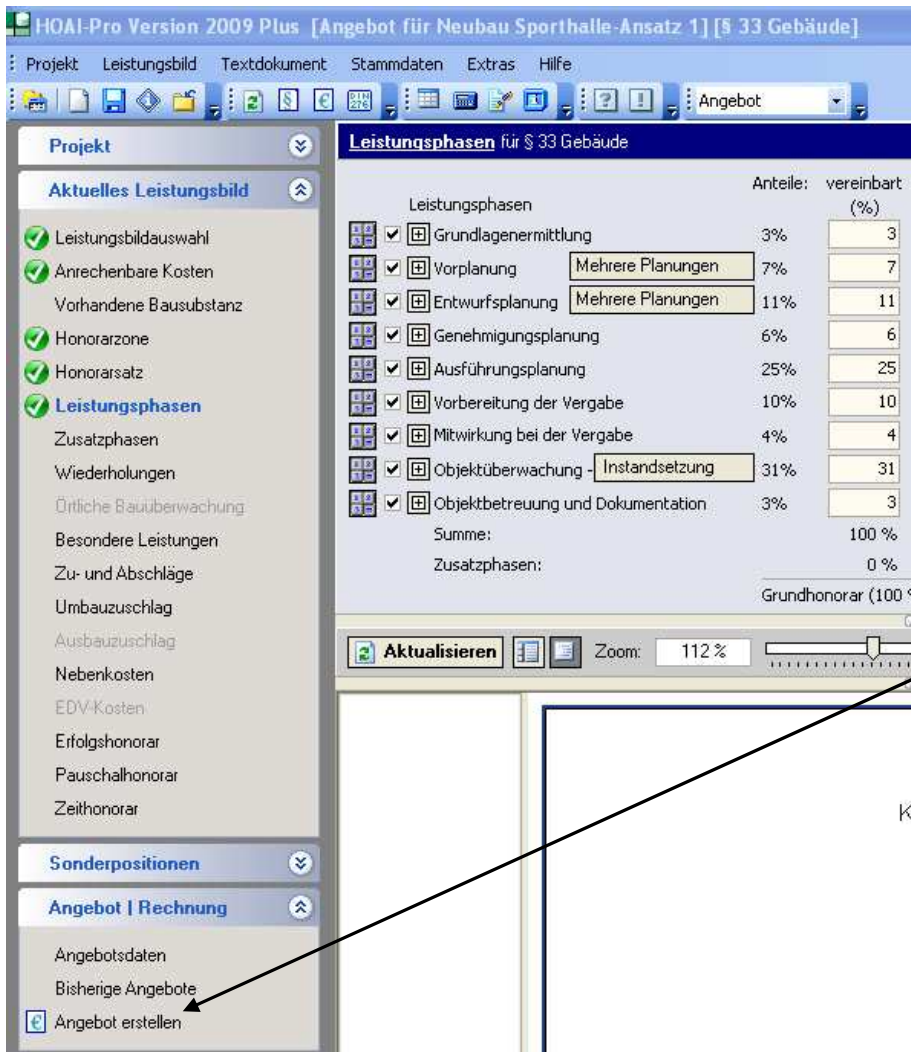 HOAI-Pro Version 2009 Plus [Angebot für Neubau Sporthalle-Ansatz 1] [§ 33 Gebäude]
Projekt Leistungsbild Textdokument Stammdaten Extras Hilfe
§ € DIN 276 ? ! Angebot
Projekt
Aktuelles Leistungsbild
Leistungsbildauswahl
Anrechenbare Kosten
Vorhandene Bausubstanz
Honorarzone
Honorarsatz
Leistungsphasen
Zusatzphasen
Wiederholungen
Örtliche Bauüberwachung
Besondere Leistungen
Zu- und Abschläge
Umbauzuschlag
Ausbauzuschlag
Nebenkosten
EDV-Kosten
Erfolgshonorar
Pauschalhonorar
Zeithonorar
Sonderpositionen
Angebot | Rechnung
Angebotsdaten
Bisherige Angebote
€ Angebot erstellen
Leistungsphasen für § 33 Gebäude
Anteile: vereinbart
Leistungsphasen (%)
Grundlagenermittlung 3% 3
Vorplanung Mehrere Planungen 7% 7
Entwurfsplanung Mehrere Planungen 11% 11
Genehmigungsplanung 6% 6
Ausführungsplanung 25% 25
Vorbereitung der Vergabe 10% 10
Mitwirkung bei der Vergabe 4% 4
Objektüberwachung - Instandsetzung 31% 31
Objektbetreuung und Dokumentation 3% 3
Summe: 100 %
Zusatzphasen: 0 %
Grundhonorar (100 %
Aktualisieren Zoom: 112 %
K